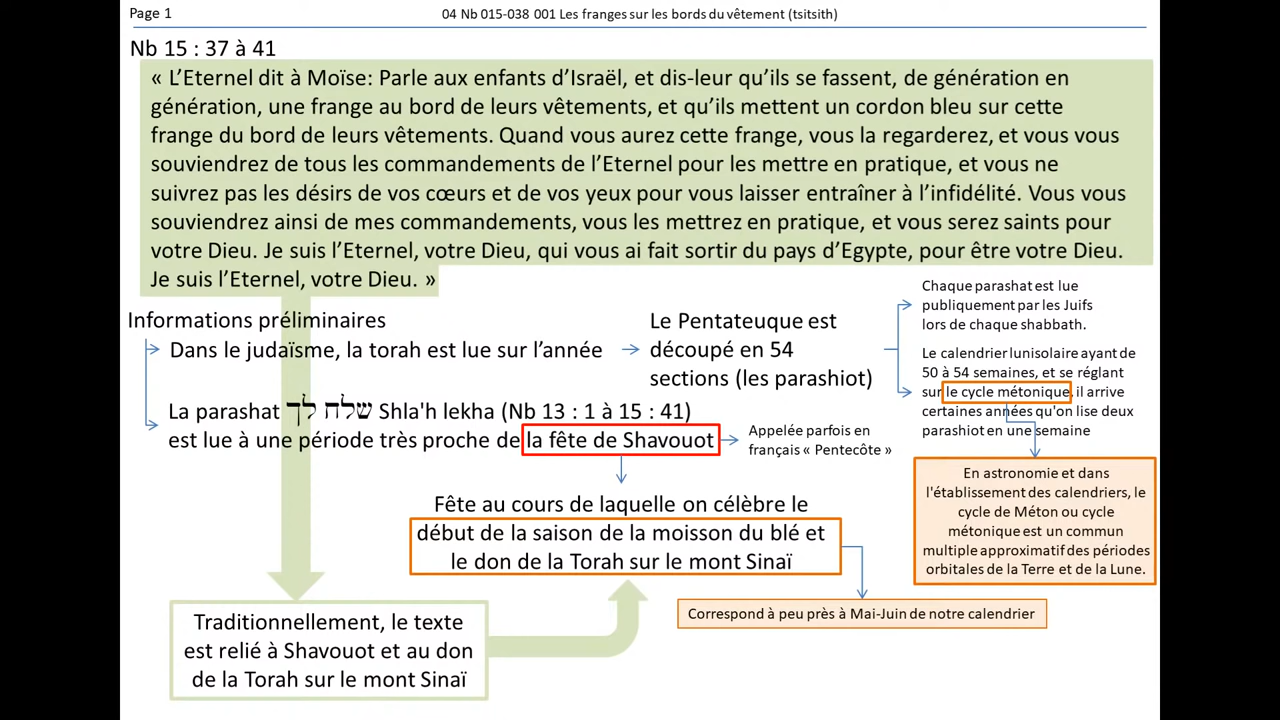 Page 1
04 Nb 015-038 001 Les franges sur les bords du vêtement (tsitsith)
Nb 15 : 37 à 41
« L’Eternel dit à Moïse: Parle aux enfants d’Israël, et dis-leur qu’ils se fassent, de génération en
génération, une frange au bord de leurs vêtements, et qu’ils mettent un cordon bleu sur cette
frange du bord de leurs vêtements. Quand vous aurez cette frange, vous la regarderez, et vous vous
souviendrez de tous les commandements de l’Eternel pour les mettre en pratique, et vous ne
suivrez pas les désirs de vos cœurs et de vos yeux pour vous laisser entraîner à l’infidélité. Vous vous
souviendrez ainsi de mes commandements, vous les mettrez en pratique, et vous serez saints pour
votre Dieu. Je suis l’Eternel, votre Dieu, qui vous ai fait sortir du pays d’Egypte, pour être votre Dieu.
Je suis l’Eternel, votre Dieu. »
Informations préliminaires
Dans le judaïsme, la torah est lue sur l’année
Le Pentateuque est
découpé en 54
sections (les parashiot)
Chaque parashat est lue
publiquement par les Juifs
lors de chaque shabbath.
Le calendrier lunisolaire ayant de
50 à 54 semaines, et se réglant
sur le cycle métonique, il arrive
certaines années qu'on lise deux
parashiot en une semaine
En astronomie et dans
l'établissement des calendriers, le
cycle de Méton ou cycle
métonique est un commun
multiple approximatif des périodes
orbitales de la Terre et de la Lune.
La parashat שלח לך Shla'h lekha (Nb 13 : 1 à 15 : 41)
est lue à une période très proche de la fête de Shavouot
Appelée parfois en
français « Pentecôte »
Fête au cours de laquelle on célèbre le
début de la saison de la moisson du blé et
le don de la Torah sur le mont Sinaï
Correspond à peu près à Mai-Juin de notre calendrier
Traditionnellement, le texte
est relié à Shavouot et au don
de la Torah sur le mont Sinaï